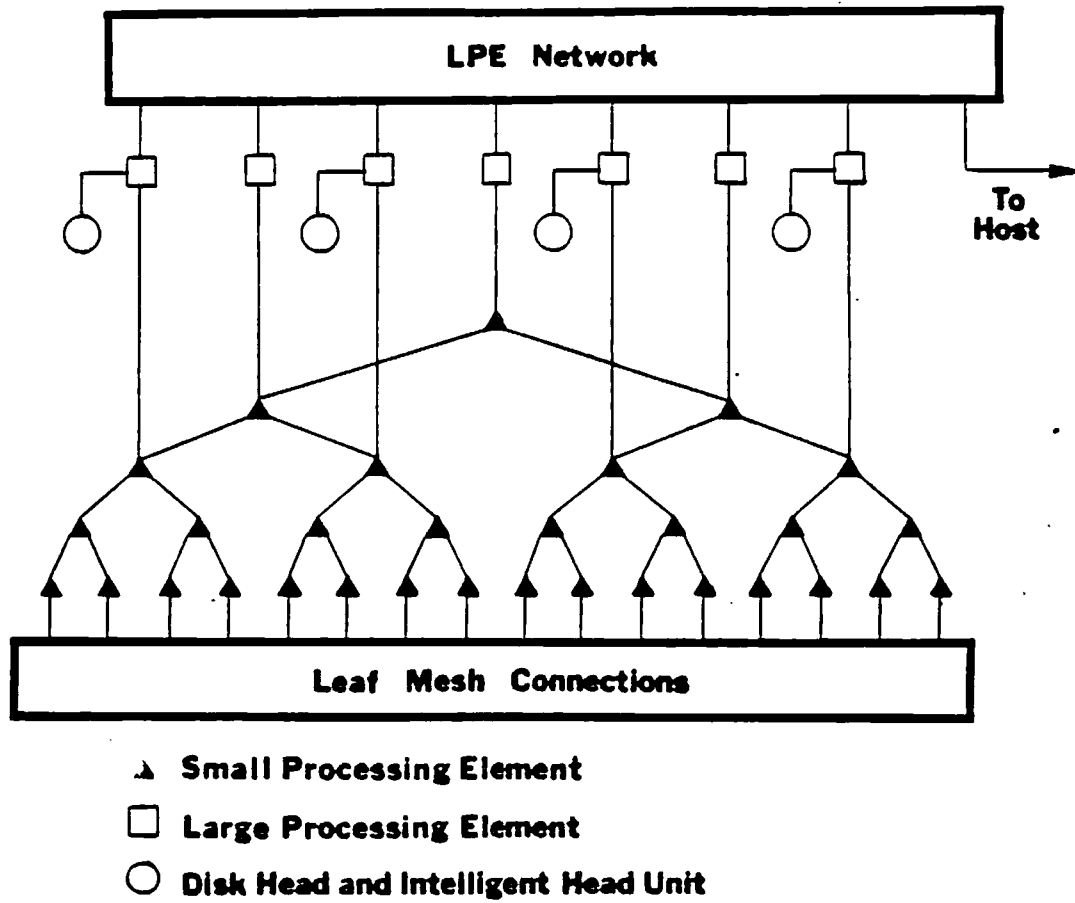 LPE Network
To
Host
Leaf Mesh Connections
Small Processing Element
Large Processing Element
Disk Head and Intelligent Head Unit